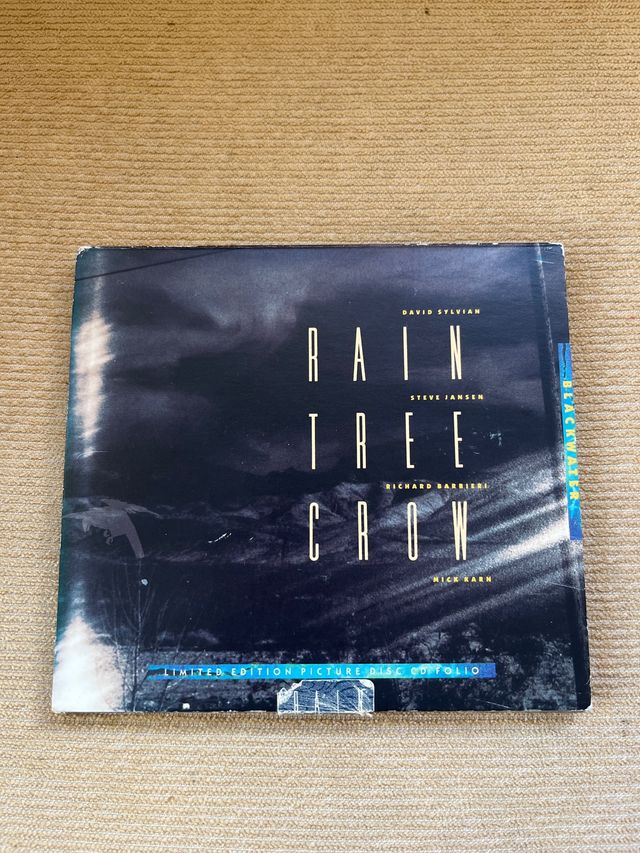 DAVID SYLVIAN
RAIN
STEVE JANSEN
TREE
RICHARD BARBIERI
CROW
MICK KARN
BLACKWATER
LIMITED EDITION PICTURE DISC CD FOLIO